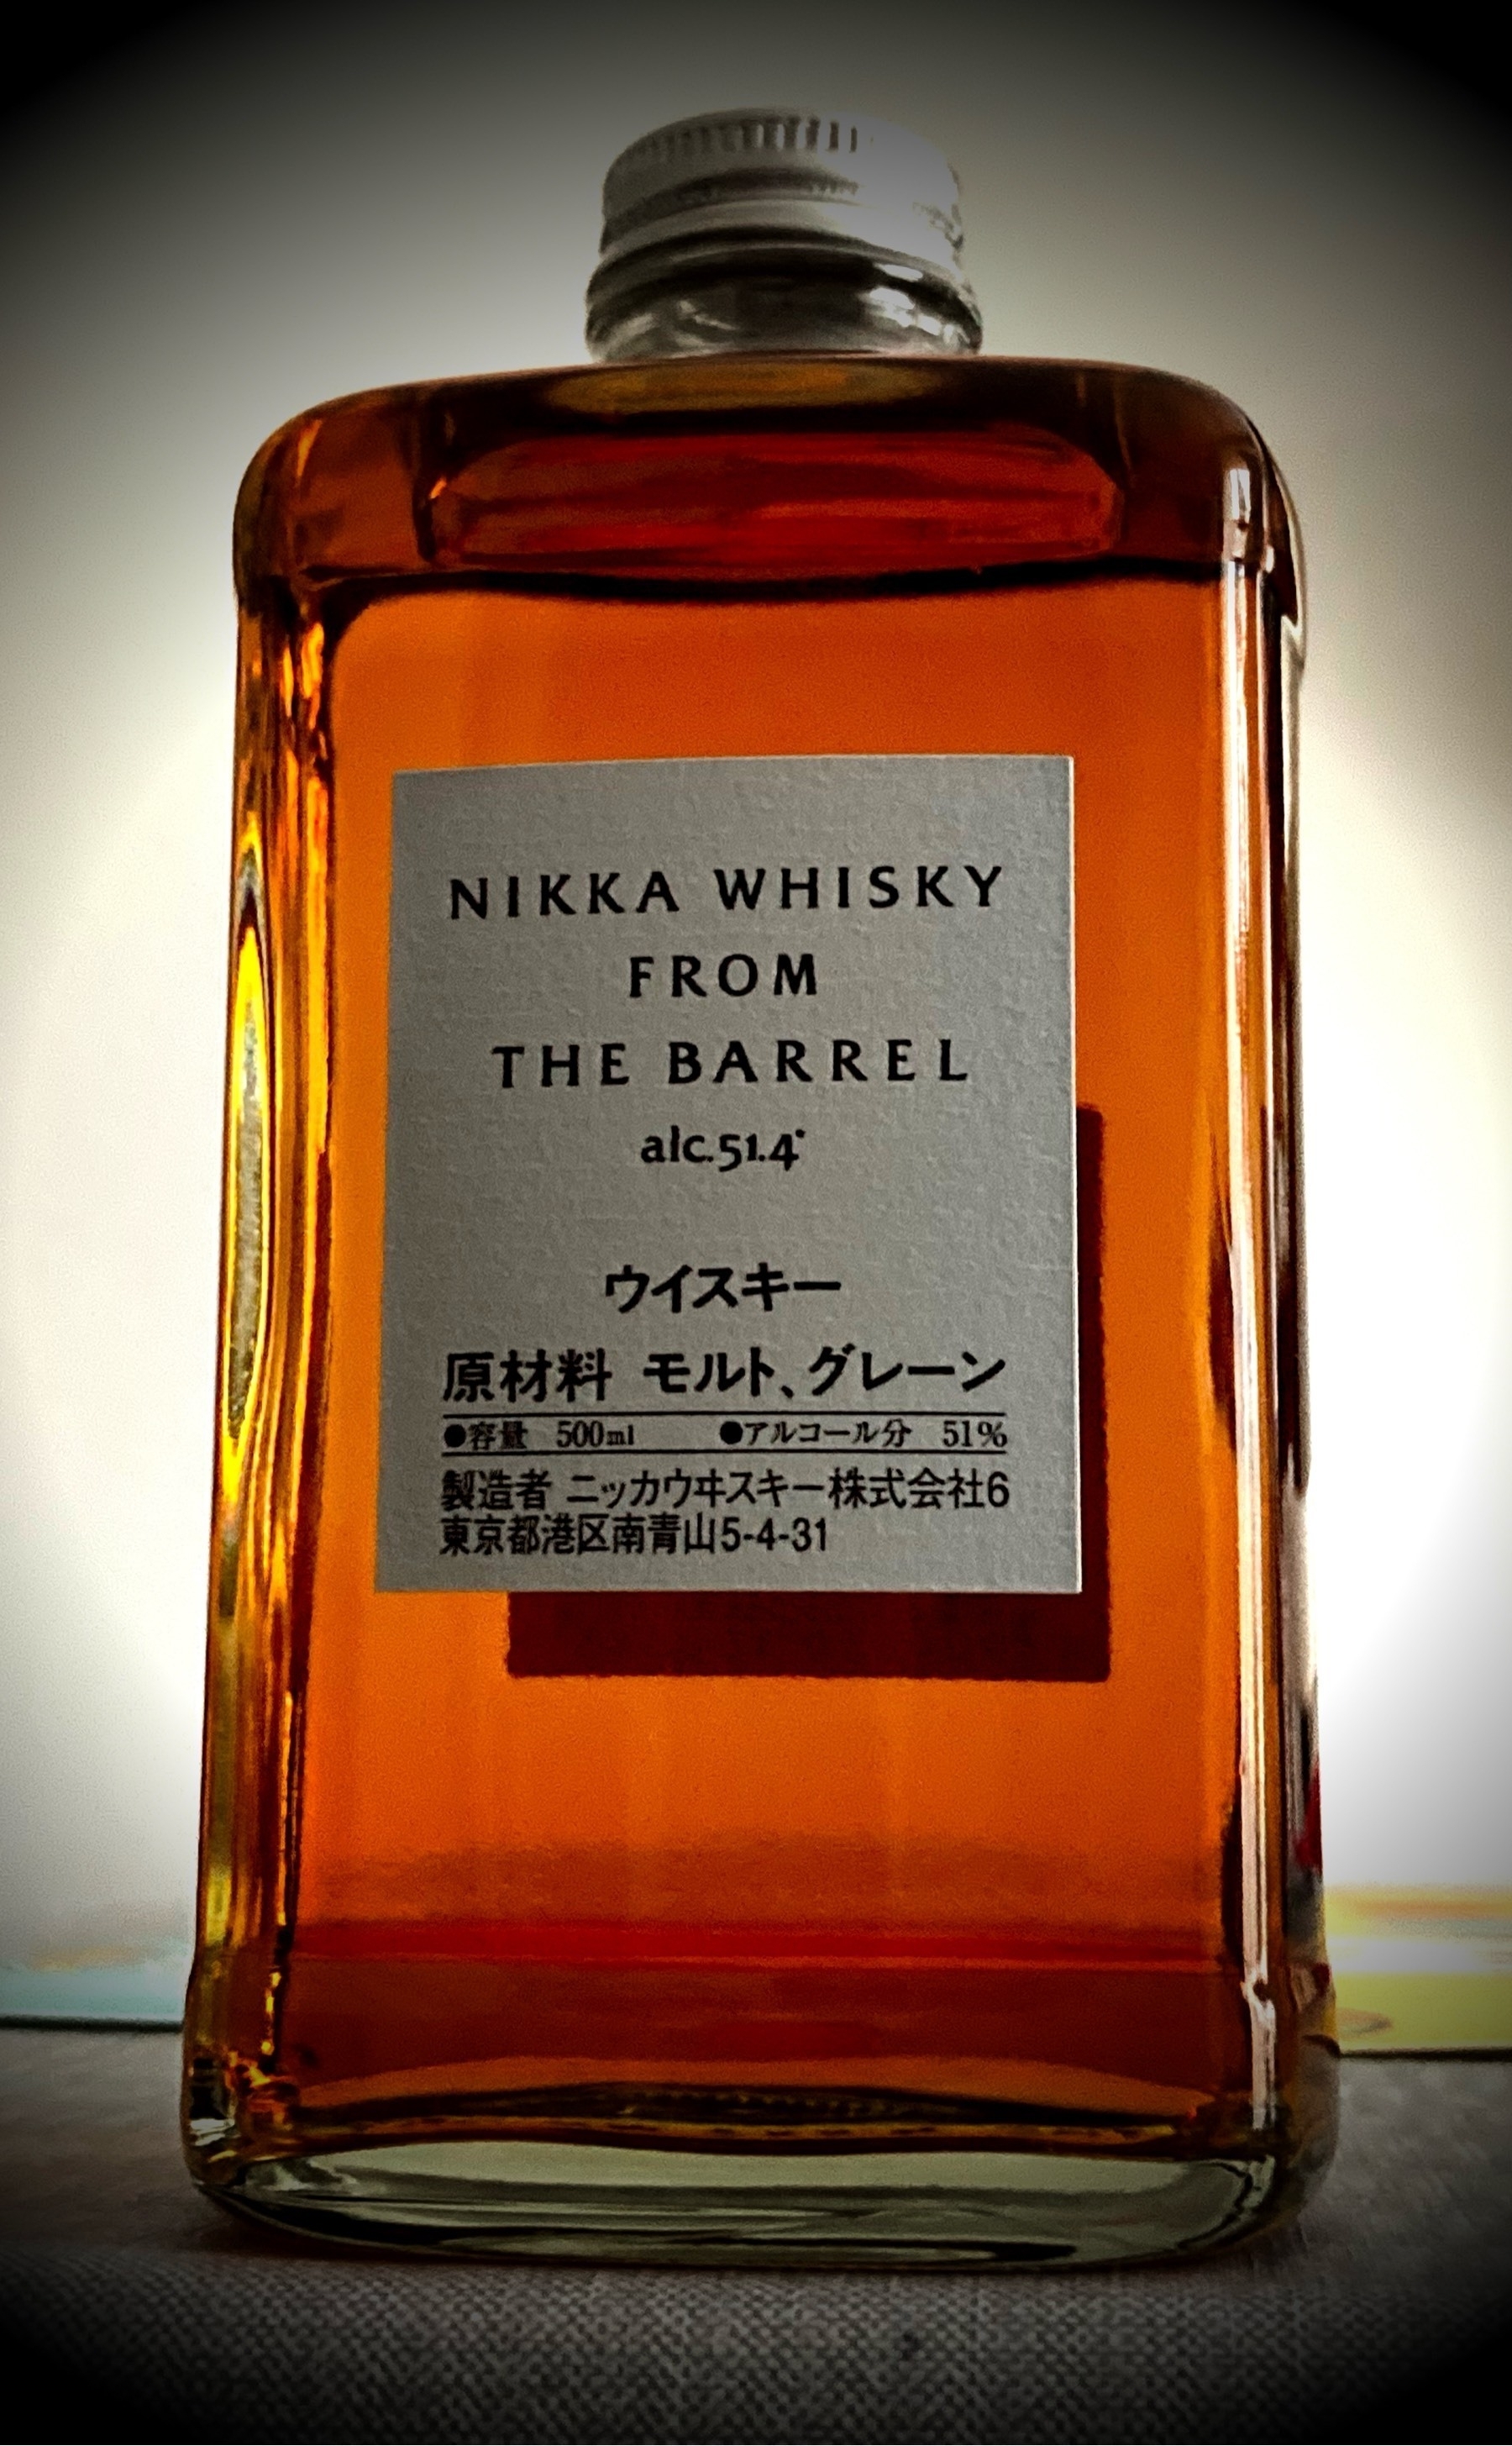 NIKKA WHISKY
FROM
THE BARREL
alc.51.4°
ウイスキー
原材料 モルト、グレーン
●容量 500ml ●アルコール分 51%
製造者 ニッカウヰスキー株式会社6
東京都港区南青山5-4-31